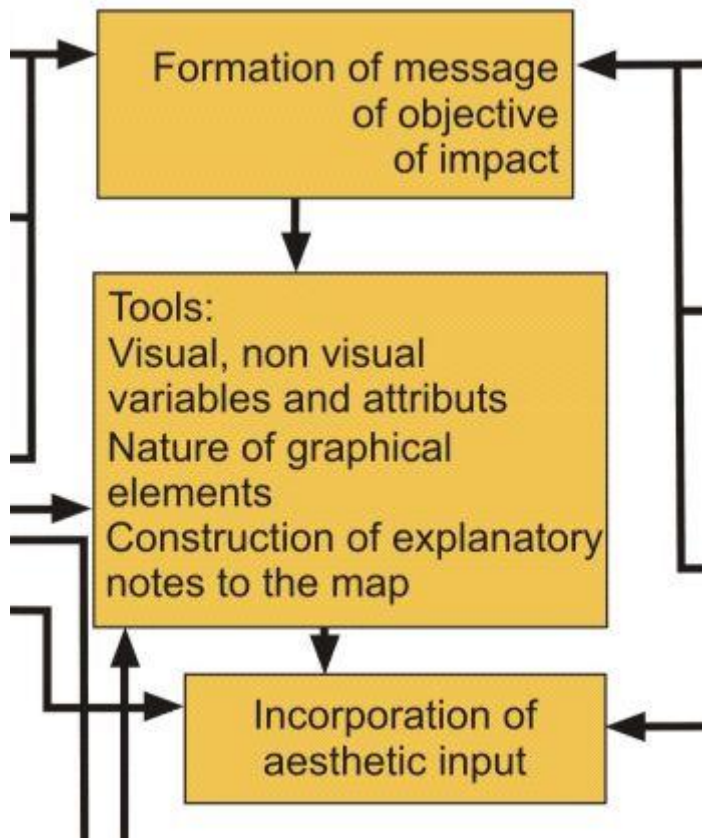 Formation of message
of objective
of impact
Tools:
Visual, non visual
variables and attributs
Nature of graphical
elements
Construction of explanatory
notes to the map
Incorporation of
aesthetic input